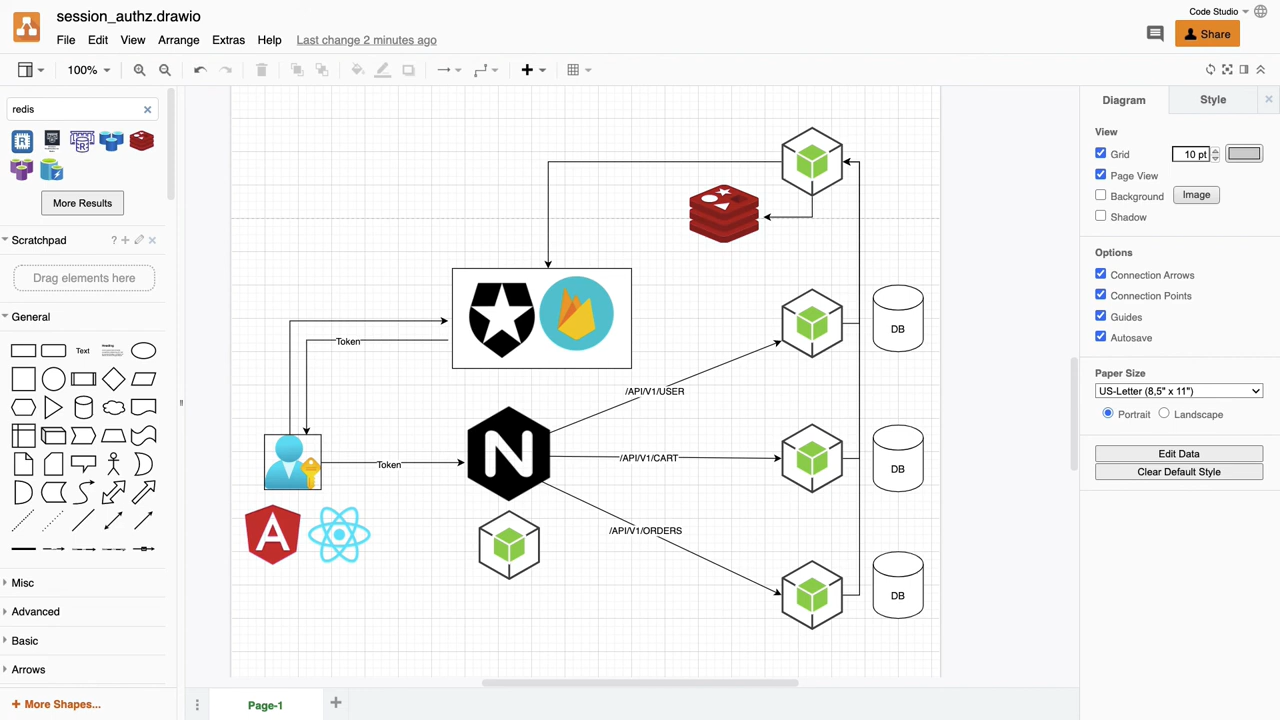 session_authz.drawio
Code Studio
File Edit View Arrange Extras Help Last change 2 minutes ago
Share
100%
redis
More Results
Scratchpad
?
Drag elements here
General
Text
Heading
Misc
Advanced
Basic
Arrows
+ More Shapes...
Token
Token
/API/V1/USER
/API/V1/CART
/API/V1/ORDERS
DB
DB
DB
N
A
Page-1
Diagram Style
View
Grid 10 pt
Page View
Background Image
Shadow
Options
Connection Arrows
Connection Points
Guides
Autosave
Paper Size
US-Letter (8,5" x 11")
Portrait Landscape
Edit Data
Clear Default Style